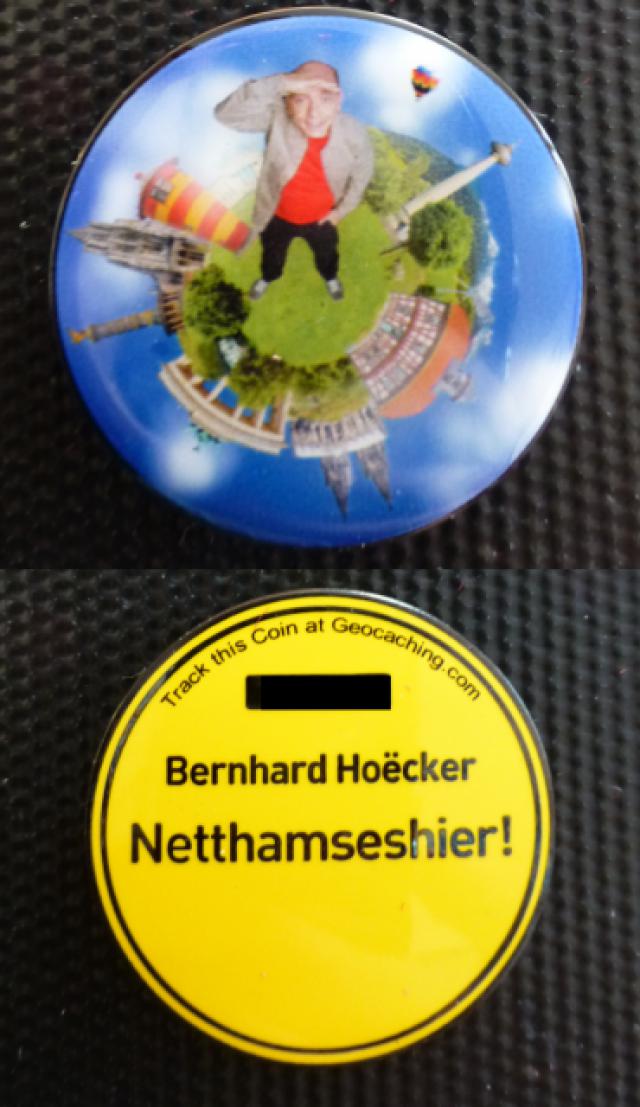 Track this Coin at Geocaching.com
Bernhard Hoëcker
Netthamseshier!